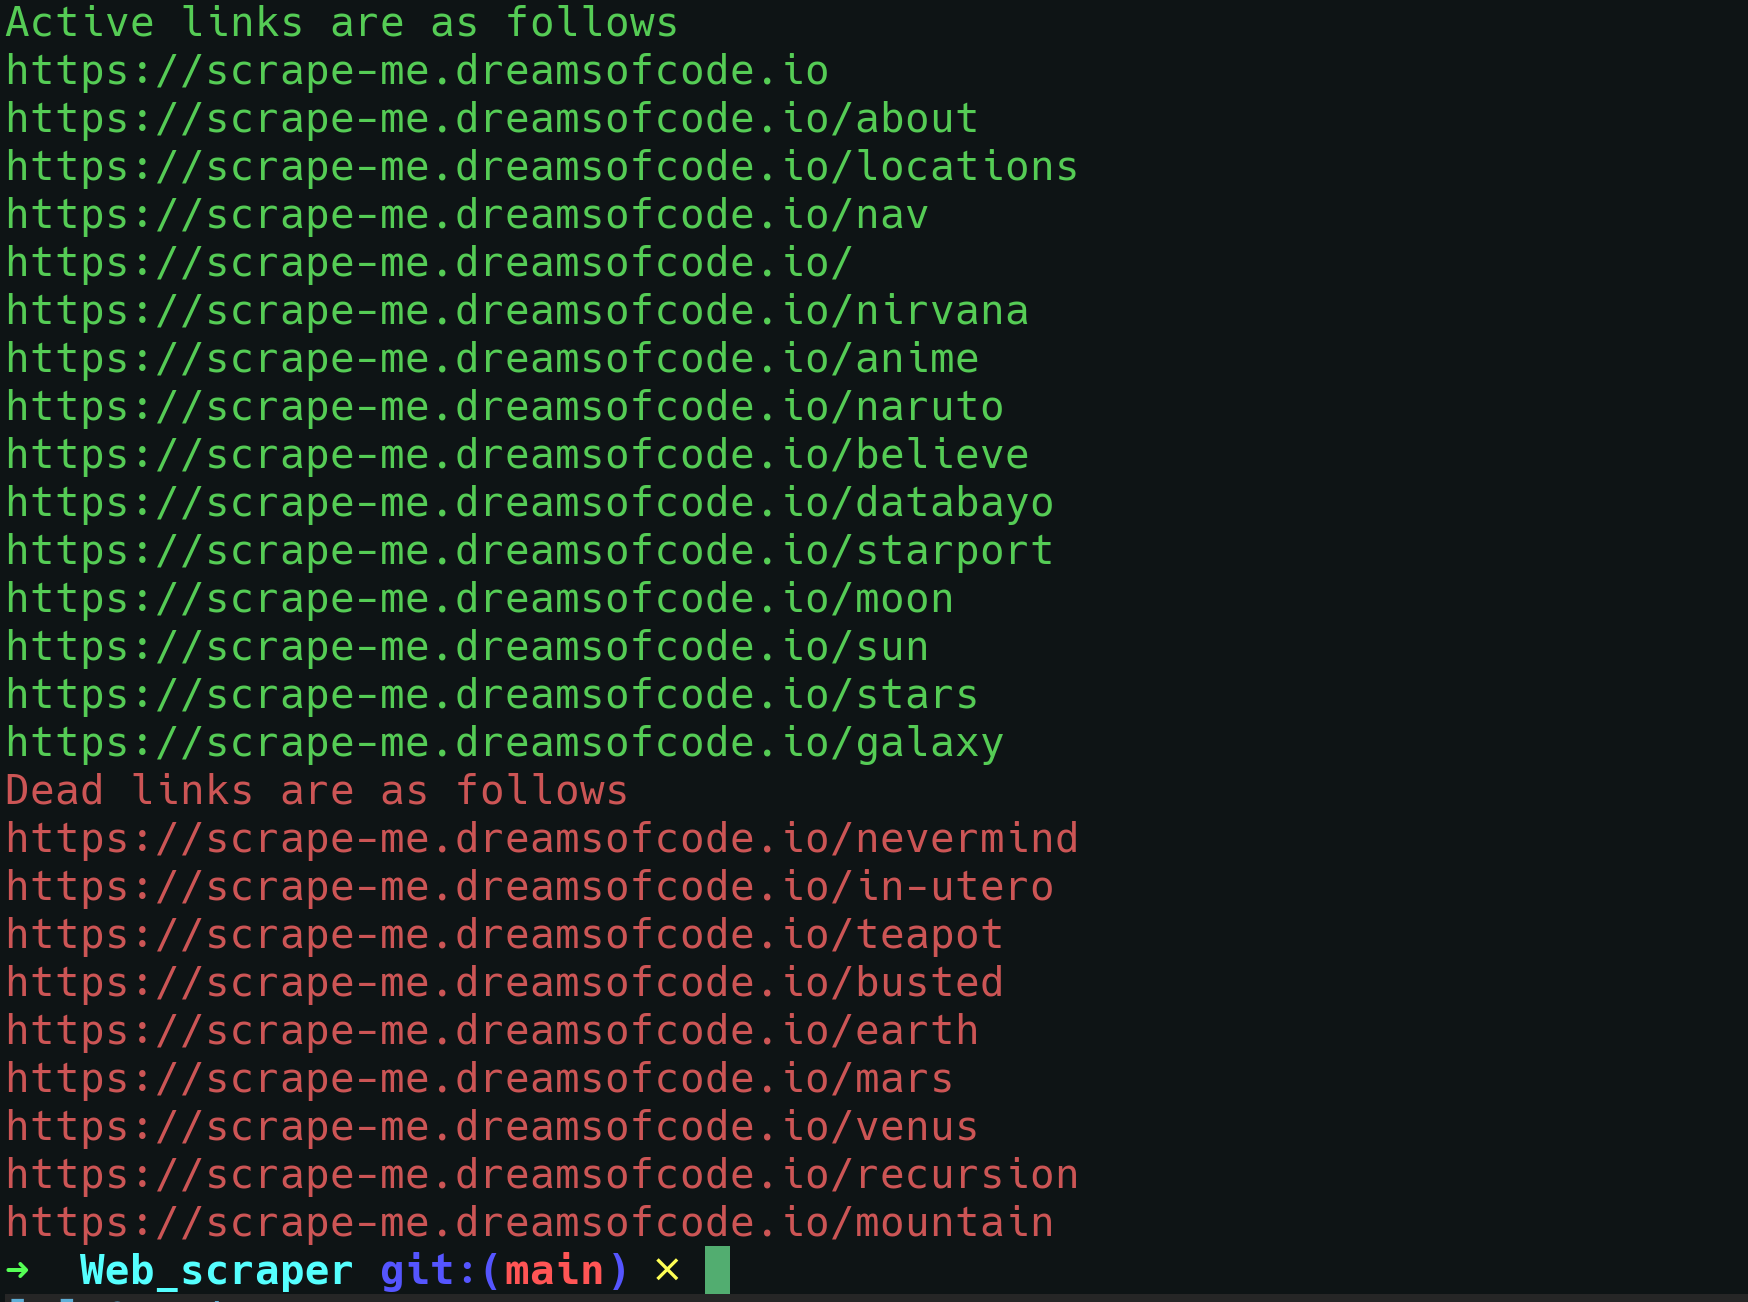 Active links are as follows
https://scrape-me.dreamsofcode.io
https://scrape-me.dreamsofcode.io/about
https://scrape-me.dreamsofcode.io/locations
https://scrape-me.dreamsofcode.io/nav
https://scrape-me.dreamsofcode.io/
https://scrape-me.dreamsofcode.io/nirvana
https://scrape-me.dreamsofcode.io/anime
https://scrape-me.dreamsofcode.io/naruto
https://scrape-me.dreamsofcode.io/believe
https://scrape-me.dreamsofcode.io/databayo
https://scrape-me.dreamsofcode.io/starport
https://scrape-me.dreamsofcode.io/moon
https://scrape-me.dreamsofcode.io/sun
https://scrape-me.dreamsofcode.io/stars
https://scrape-me.dreamsofcode.io/galaxy
Dead links are as follows
https://scrape-me.dreamsofcode.io/nevermind
https://scrape-me.dreamsofcode.io/in-utero
https://scrape-me.dreamsofcode.io/teapot
https://scrape-me.dreamsofcode.io/busted
https://scrape-me.dreamsofcode.io/earth
https://scrape-me.dreamsofcode.io/mars
https://scrape-me.dreamsofcode.io/venus
https://scrape-me.dreamsofcode.io/recursion
https://scrape-me.dreamsofcode.io/mountain
➜  Web_scraper git:(main) ✗